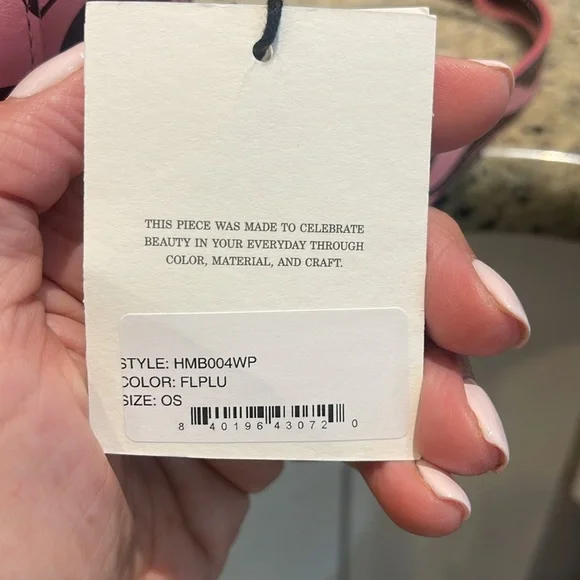 THIS PIECE WAS MADE TO CELEBRATE
BEAUTY IN YOUR EVERYDAY THROUGH
COLOR, MATERIAL, AND CRAFT.
STYLE: HMB004WP
COLOR: FLPLU
SIZE: OS
8 40196 43072 0